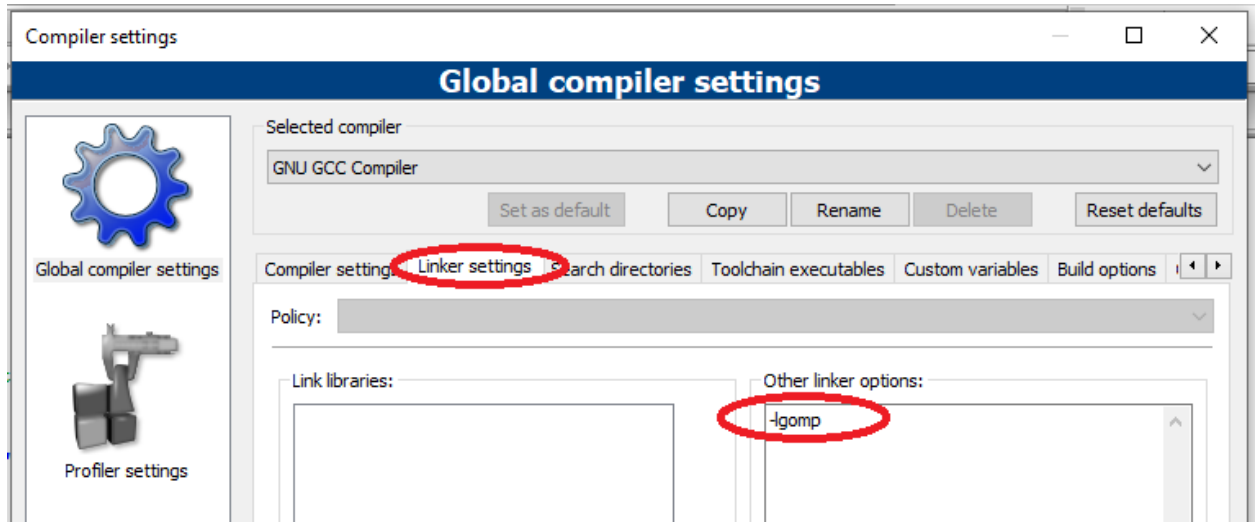 Compiler settings
Global compiler settings
Selected compiler
GNU GCC Compiler
Set as default Copy Rename Delete Reset defaults
Global compiler settings
Compiler settings Linker settings Search directories Toolchain executables Custom variables Build options
Policy:
Link libraries: Other linker options:
-lgomp
Profiler settings